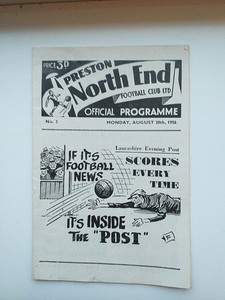 PRICE 3D
PRESTON
North End
FOOTBALL CLUB LTD
OFFICIAL PROGRAMME
No. 3
MONDAY, AUGUST 20th, 1956
Lancashire Evening Post
IF IT'S
FOOTBALL
NEWS
SCORES
EVERY
TIME
IT'S INSIDE
THE "POST"